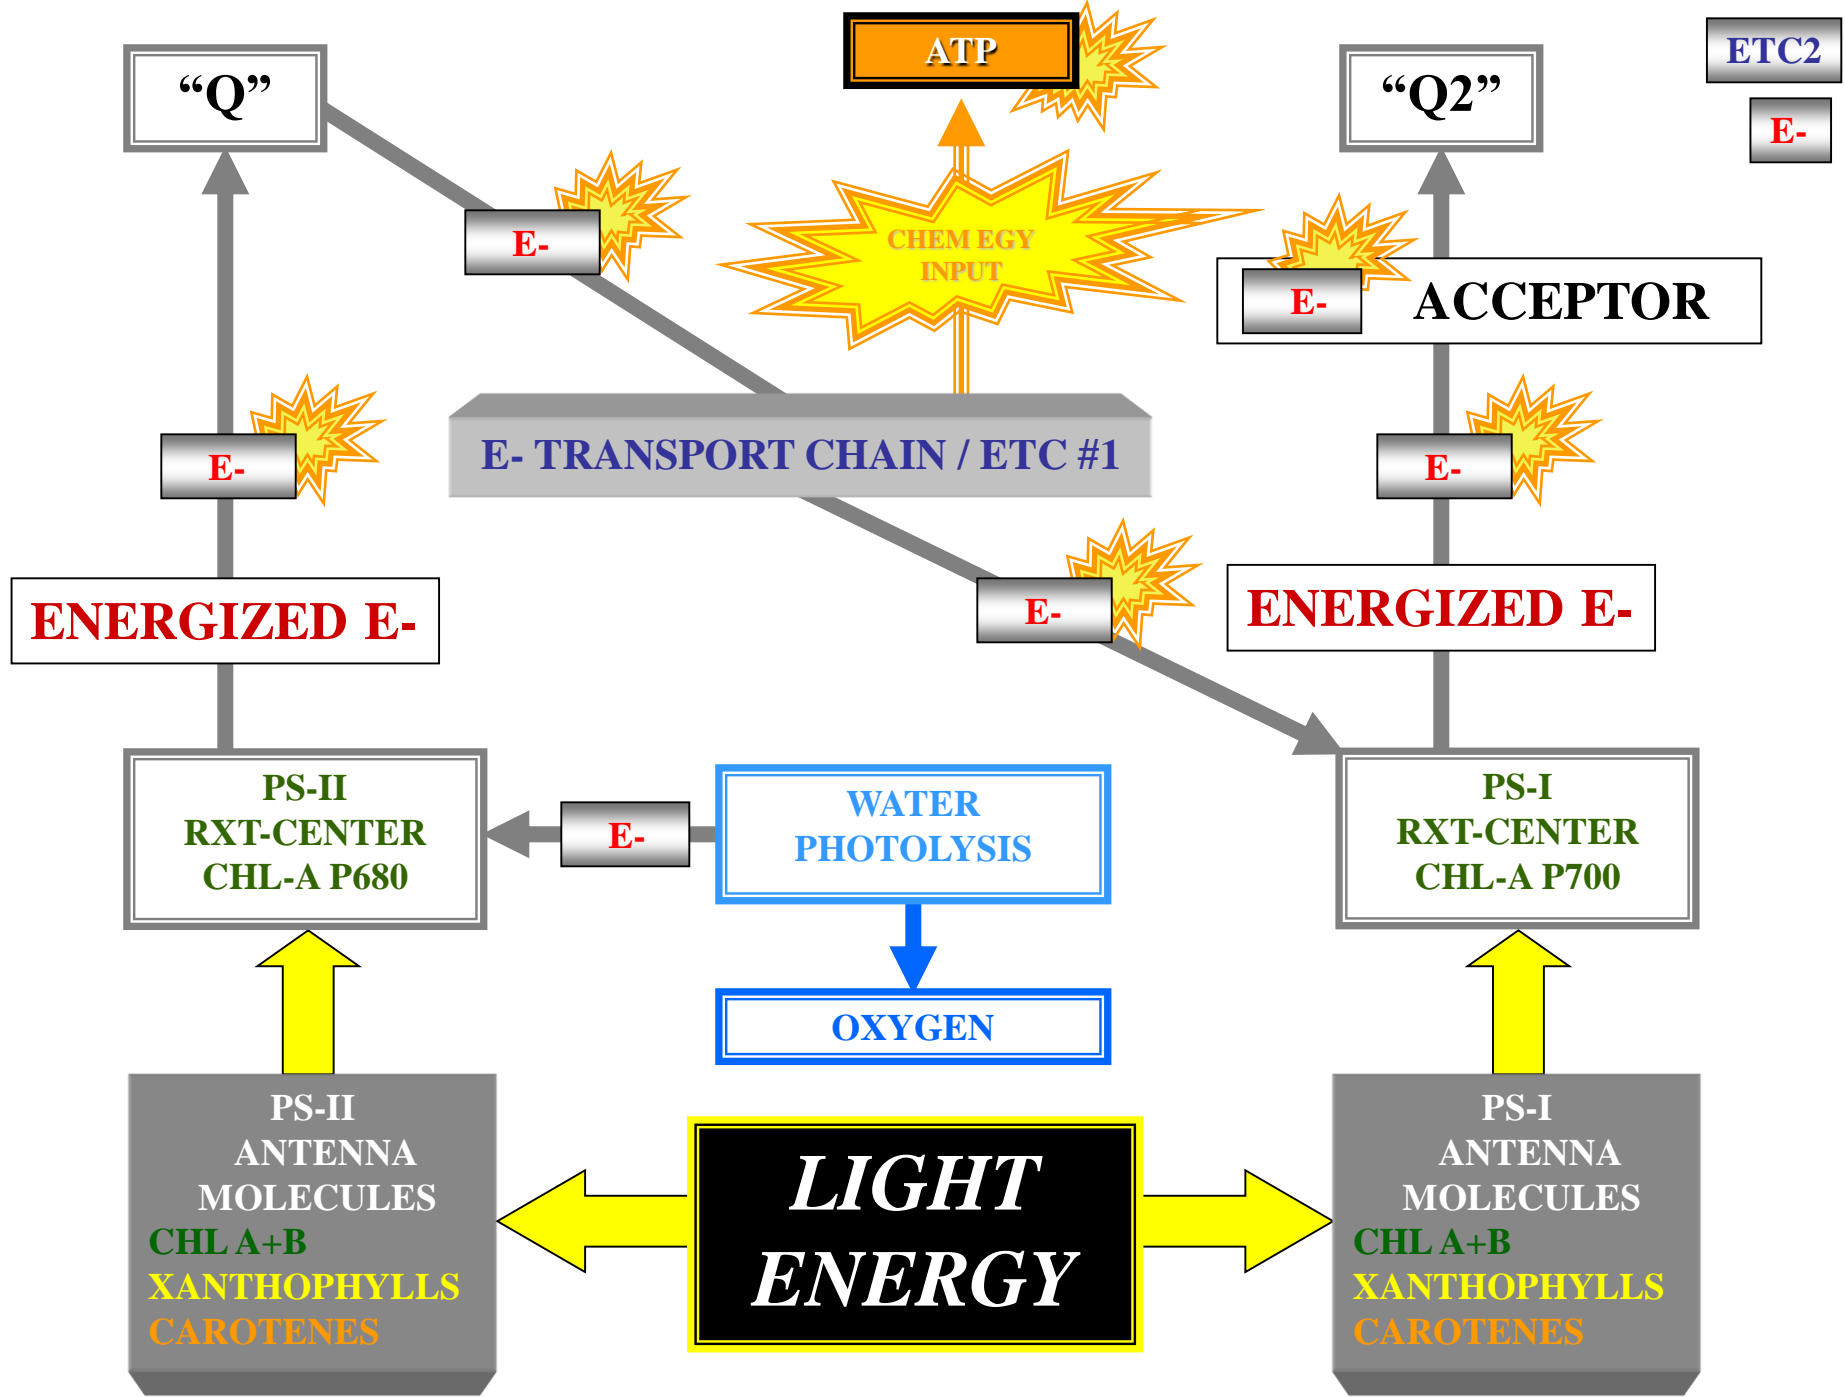 “Q”
ATP
“Q2”
ETC2
E-
E-
CHEM EGY
INPUT
E-
ACCEPTOR
E-
E- TRANSPORT CHAIN / ETC #1
E-
ENERGIZED E-
E-
ENERGIZED E-
PS-II
RXT-CENTER
CHL-A P680
E-
WATER
PHOTOLYSIS
PS-I
RXT-CENTER
CHL-A P700
OXYGEN
PS-II
ANTENNA
MOLECULES
CHL A+B
XANTHOPHYLLS
CAROTENES
LIGHT
ENERGY
PS-I
ANTENNA
MOLECULES
CHL A+B
XANTHOPHYLLS
CAROTENES